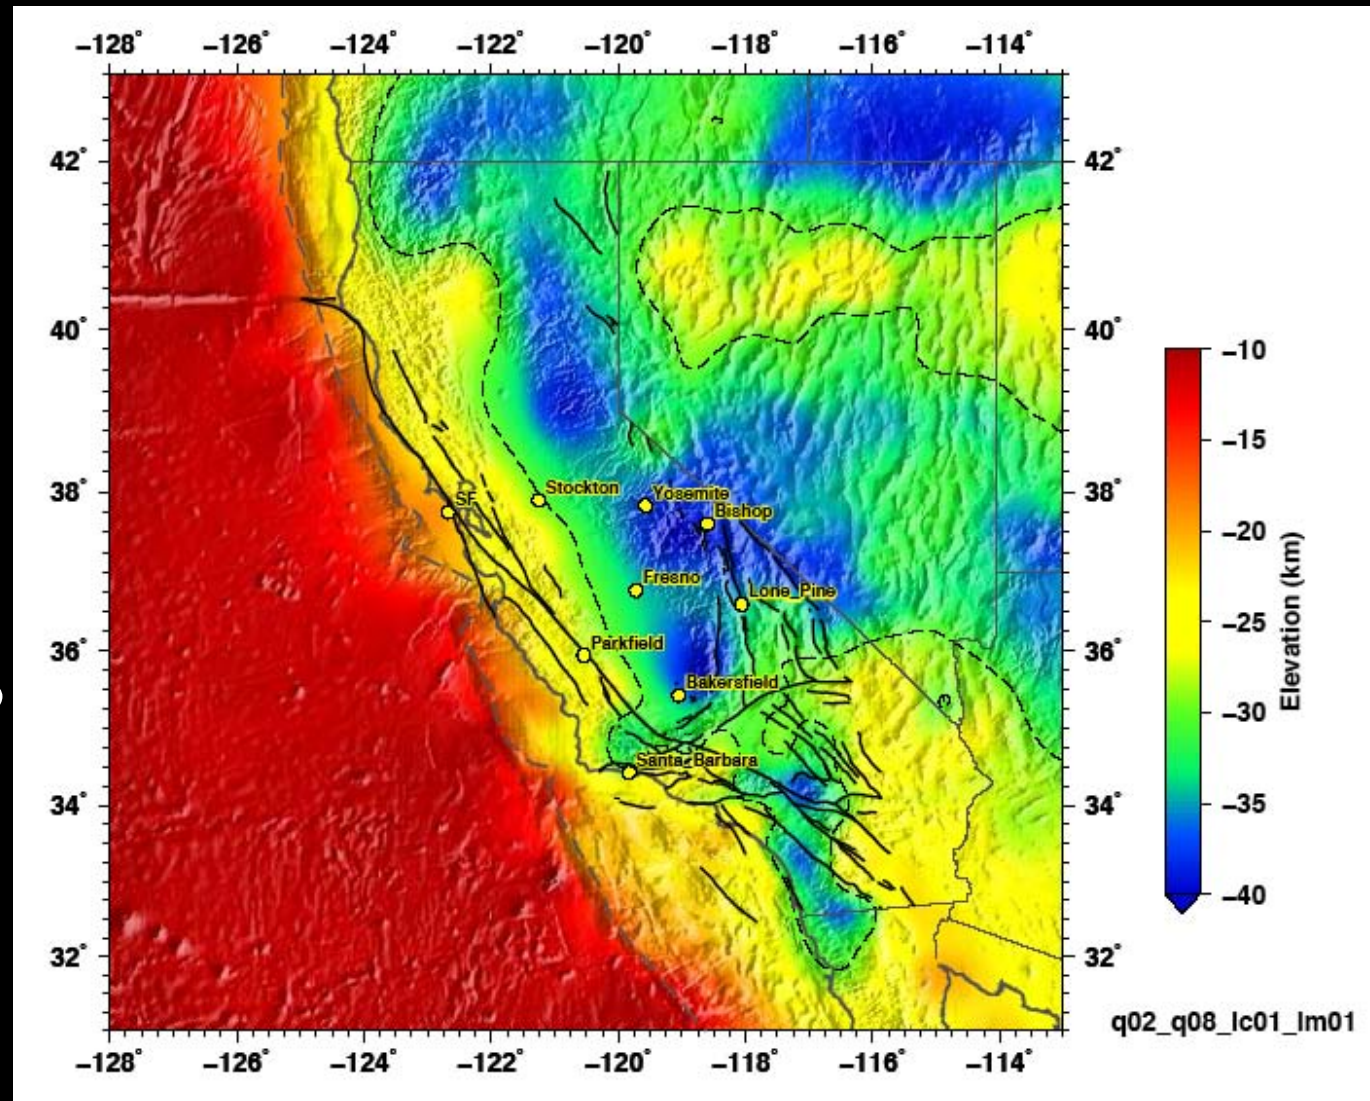 −128° −126° −124° −122° −120° −118° −116° −114°
42° 42°
40° 40°
38° 38°
36° 36°
34° 34°
32° 32°
Stockton
SF
Yosemite
Bishop
Fresno
Lone_Pine
Parkfield
Bakersfield
Santa_Barbara
−10
−15
−20
−25
−30
−35
−40
Elevation (km)
q02_q08_lc01_lm01
−128° −126° −124° −122° −120° −118° −116° −114°